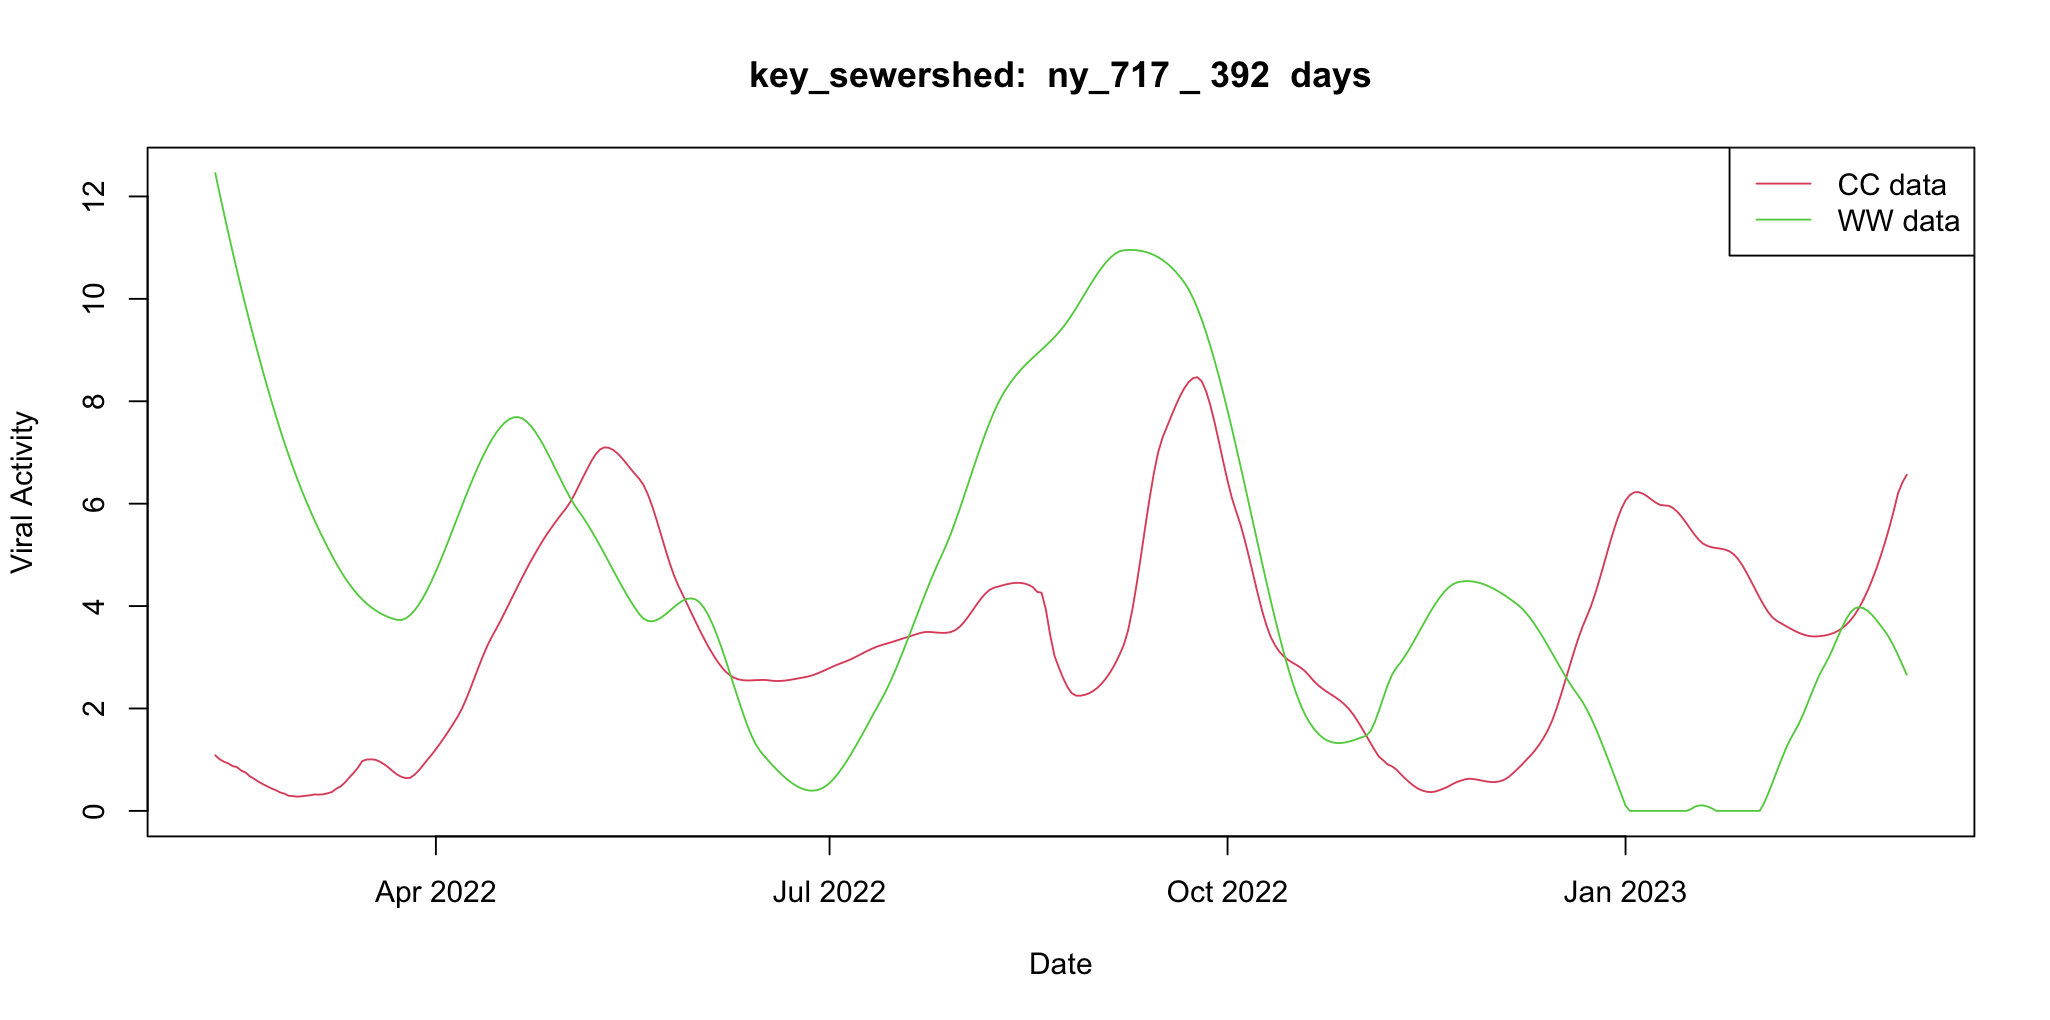 key_sewershed:  ny_717 _ 392  days
CC data
WW data
Viral Activity
12
10
8
6
4
2
0
Apr 2022
Jul 2022
Oct 2022
Jan 2023
Date